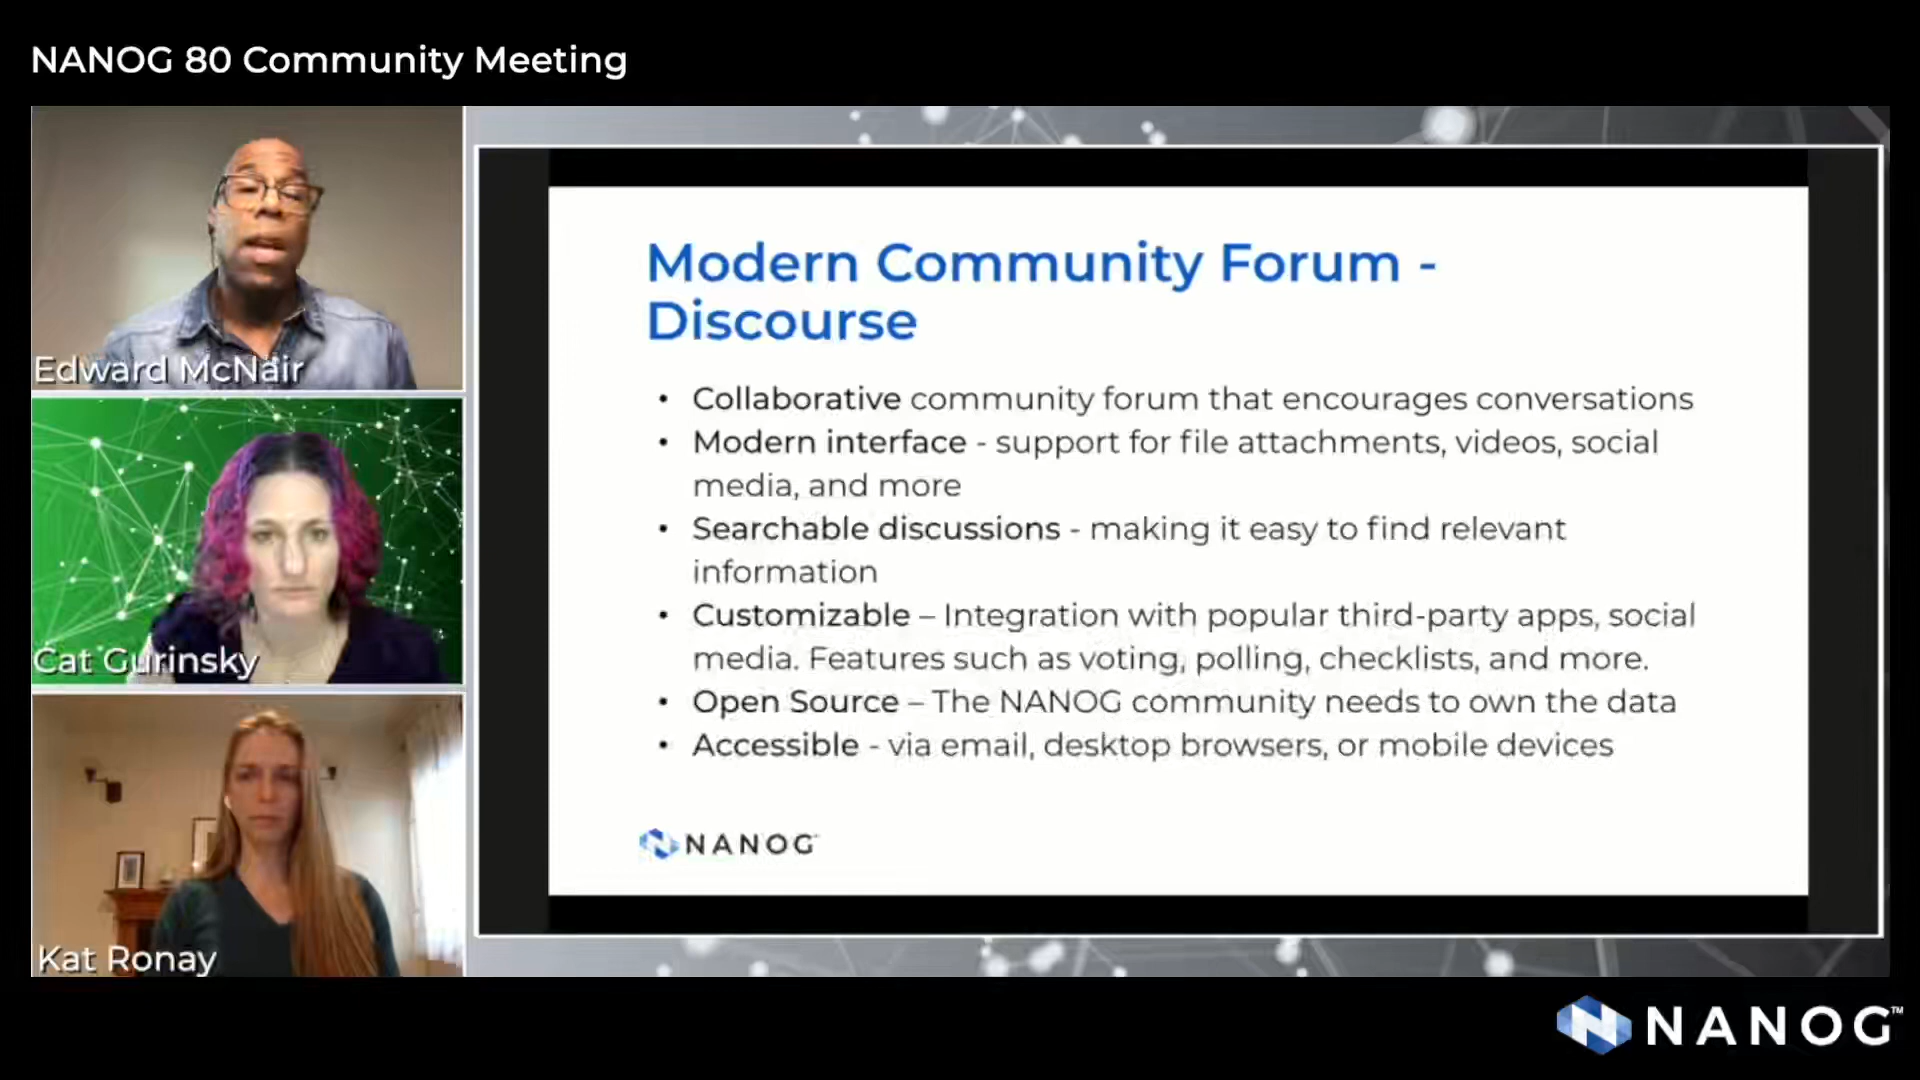 NANOG 80 Community Meeting
Edward McNair
Cat Gurinsky
Kat Ronay
Modern Community Forum -
Discourse
• Collaborative community forum that encourages conversations
• Modern interface - support for file attachments, videos, social
media, and more
• Searchable discussions - making it easy to find relevant
information
• Customizable – Integration with popular third-party apps, social
media. Features such as voting, polling, checklists, and more.
• Open Source – The NANOG community needs to own the data
• Accessible - via email, desktop browsers, or mobile devices
NANOG
NANOG™